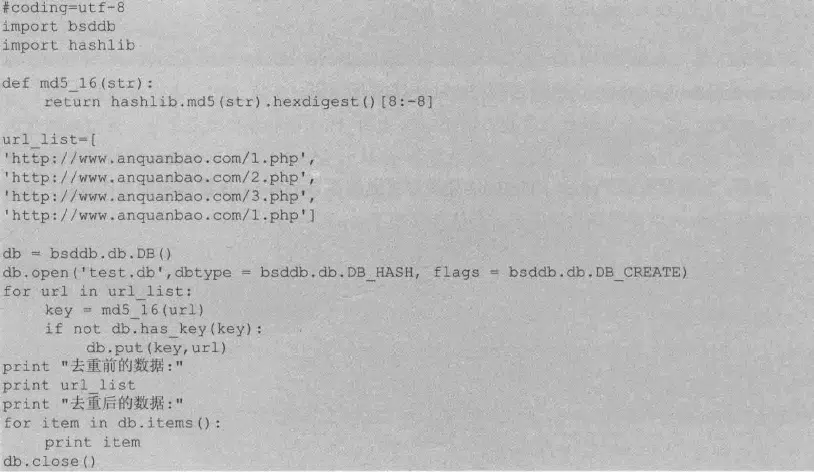 #coding=utf-8
import bsddb
import hashlib

def md5_16(str):
    return hashlib.md5(str).hexdigest()[8:-8]

url_list=[
'http://www.anquanbao.com/1.php',
'http://www.anquanbao.com/2.php',
'http://www.anquanbao.com/3.php',
'http://www.anquanbao.com/1.php']

db = bsddb.db.DB()
db.open('test.db',dbtype = bsddb.db.DB_HASH, flags = bsddb.db.DB_CREATE)
for url in url_list:
    key = md5_16(url)
    if not db.has_key(key):
        db.put(key,url)
print "去重前的数据:"
print url_list
print "去重后的数据:"
for item in db.items():
    print item
db.close()